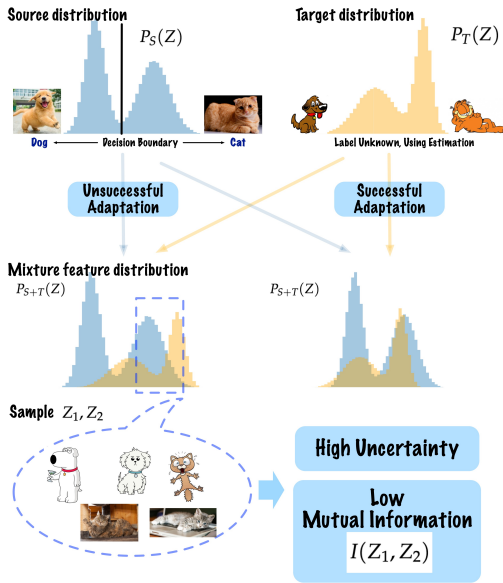 Source distribution
Target distribution
P_S(Z)
P_T(Z)
Dog
Decision Boundary
Cat
Label Unknown, Using Estimation
Unsuccessful
Adaptation
Successful
Adaptation
Mixture feature distribution
P_{S+T}(Z)
P_{S+T}(Z)
Sample Z_1, Z_2
High Uncertainty
Low
Mutual Information
I(Z_1, Z_2)